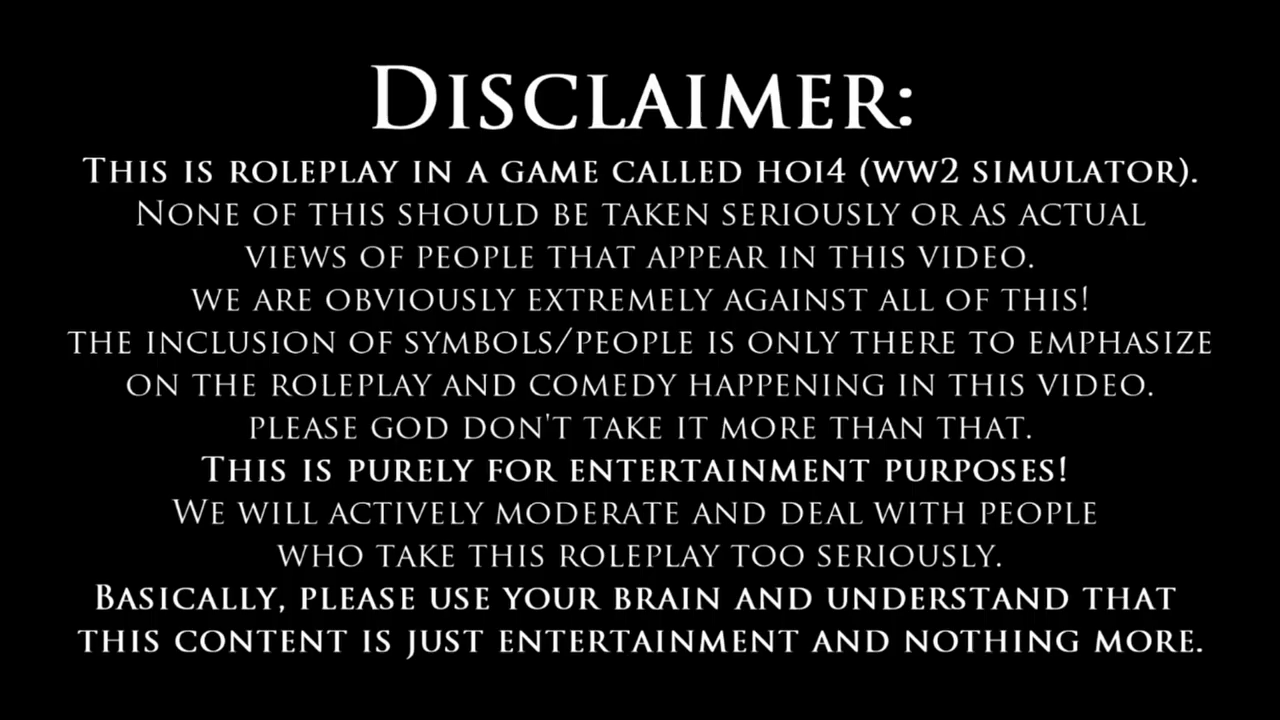 Disclaimer:
This is roleplay in a game called hoi4 (ww2 simulator).
None of this should be taken seriously or as actual
views of people that appear in this video.
we are obviously extremely against all of this!
the inclusion of symbols/people is only there to emphasize
on the roleplay and comedy happening in this video.
please god don't take it more than that.
This is purely for entertainment purposes!
We will actively moderate and deal with people
who take this roleplay too seriously.
Basically, please use your brain and understand that
this content is just entertainment and nothing more.